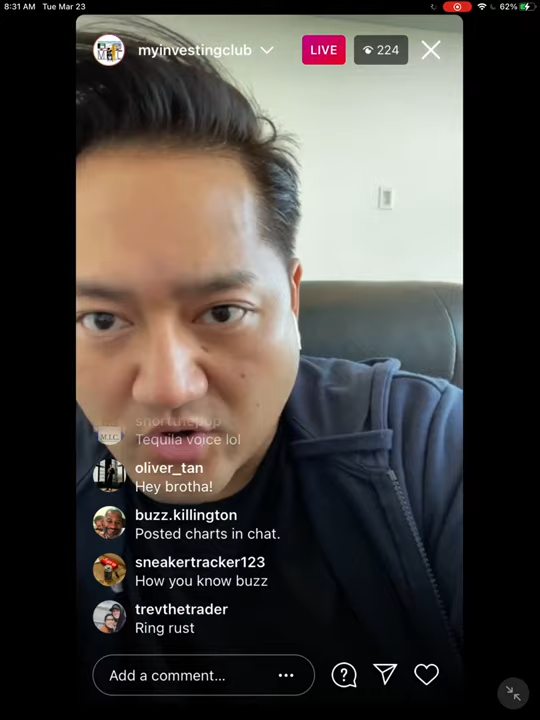 8:31 AM Tue Mar 23
62%
myinvestingclub
LIVE
224
shortthepop
M.I.C.
Tequila voice lol
oliver_tan
Hey brotha!
buzz.killington
Posted charts in chat.
sneakertracker123
How you know buzz
trevthetrader
Ring rust
Add a comment...